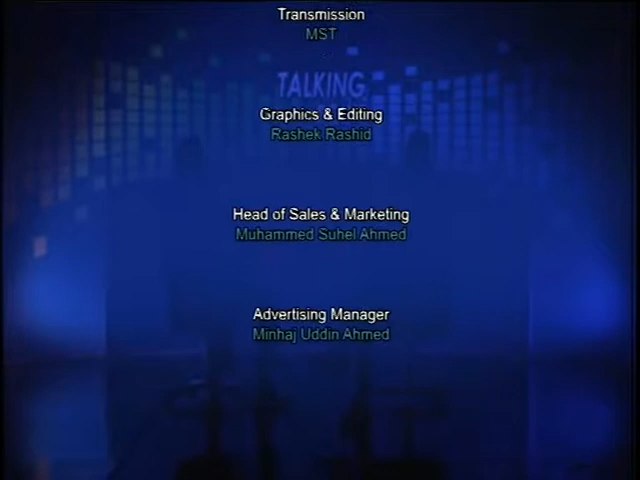 Transmission
MST
TALKING
Graphics & Editing
Rashek Rashid
Head of Sales & Marketing
Muhammed Suhel Ahmed
Advertising Manager
Minhaj Uddin Ahmed